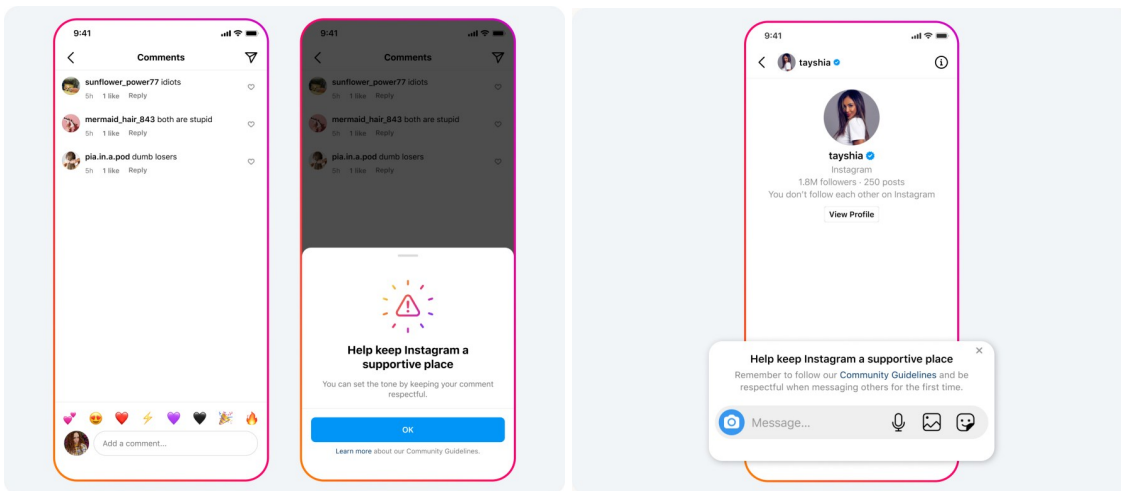 9:41
Comments
sunflower_power77 idiots
5h 1 like Reply
mermaid_hair_843 both are stupid
5h 1 like Reply
pia.in.a.pod dumb losers
5h 1 like Reply
Add a comment...
9:41
Comments
sunflower_power77 idiots
5h 1 like Reply
mermaid_hair_843 both are stupid
5h 1 like Reply
pia.in.a.pod dumb losers
5h 1 like Reply
Help keep Instagram a
supportive place
You can set the tone by keeping your comment
respectful.
OK
Learn more about our Community Guidelines.
9:41
tayshia
tayshia
Instagram
1.8M followers · 250 posts
You don't follow each other on Instagram
View Profile
Help keep Instagram a supportive place
Remember to follow our Community Guidelines and be
respectful when messaging others for the first time.
Message...